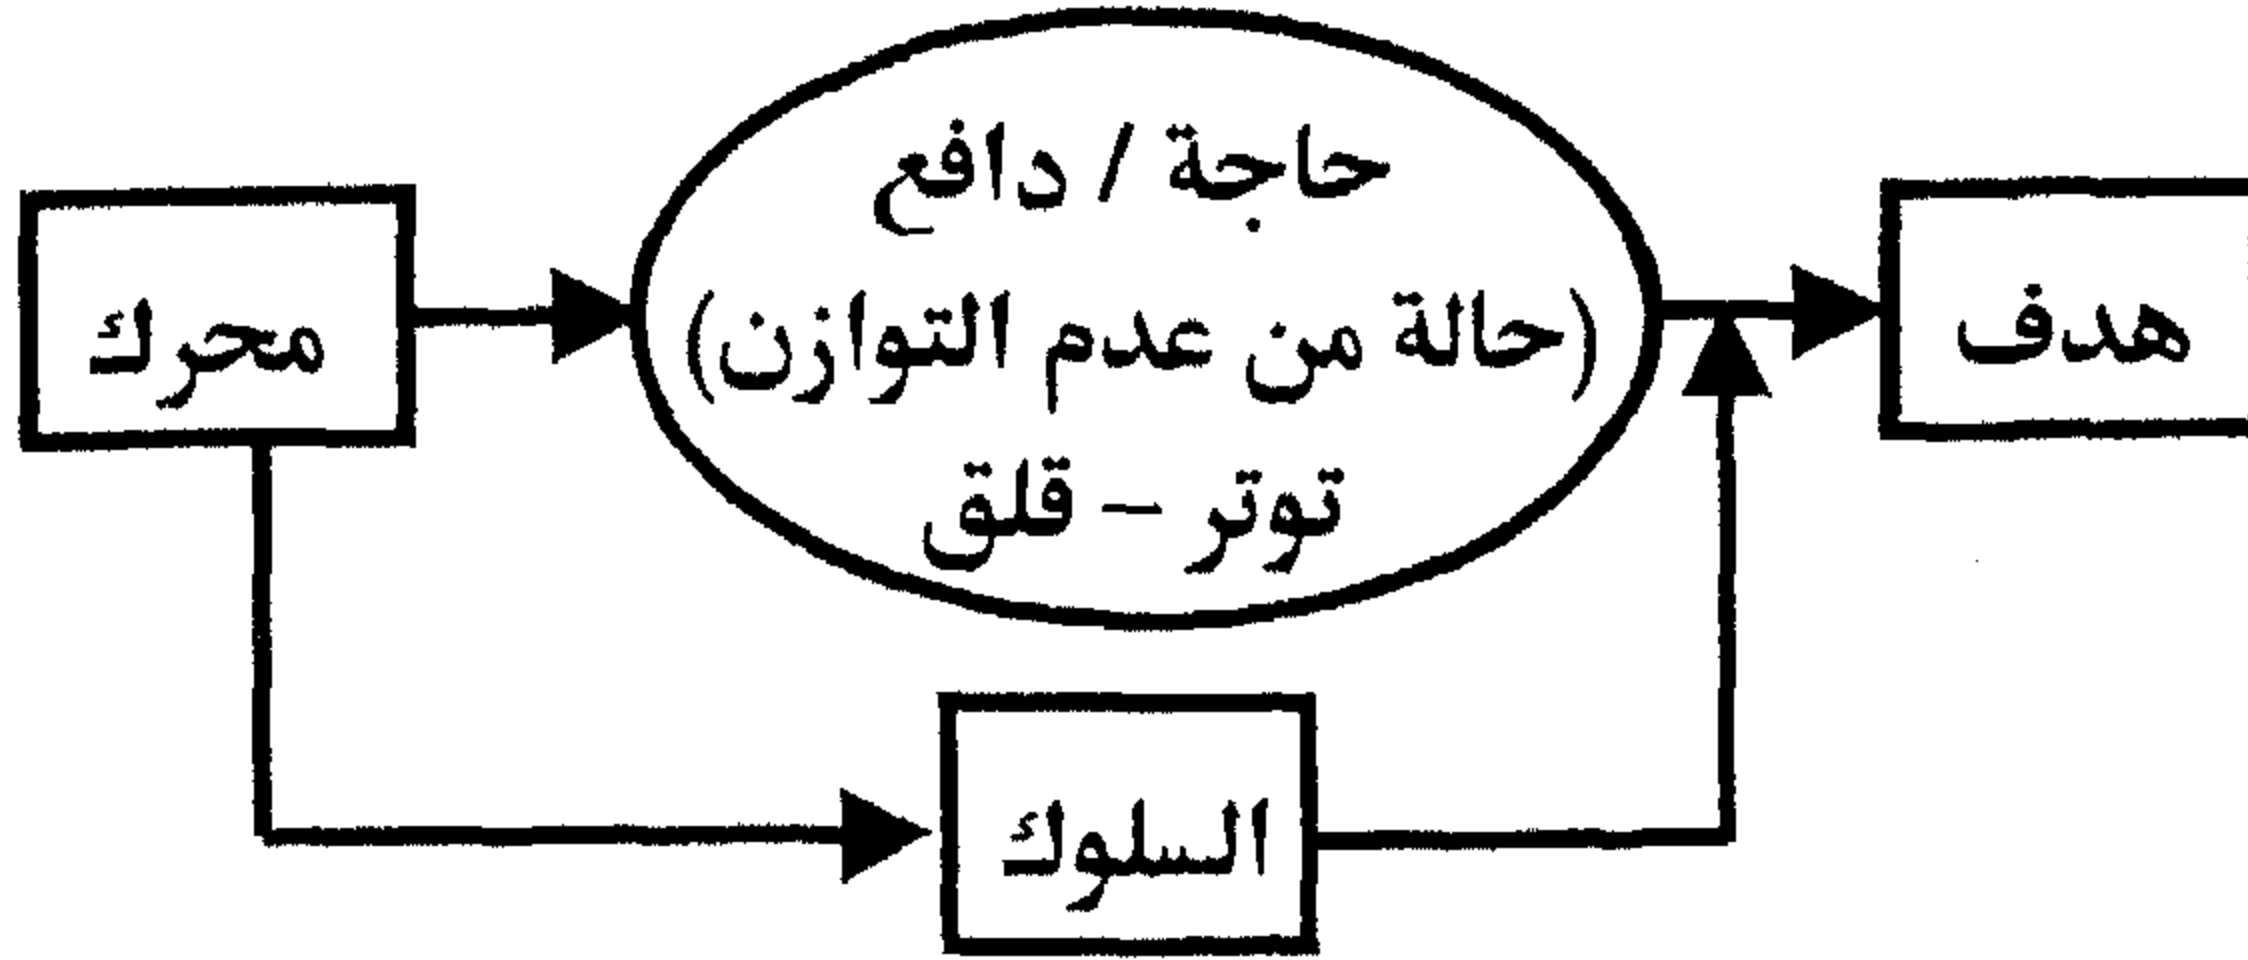 حاجة / دافع
(حالة من عدم التوازن)
توتر – قلق
محرك
هدف
السلوك